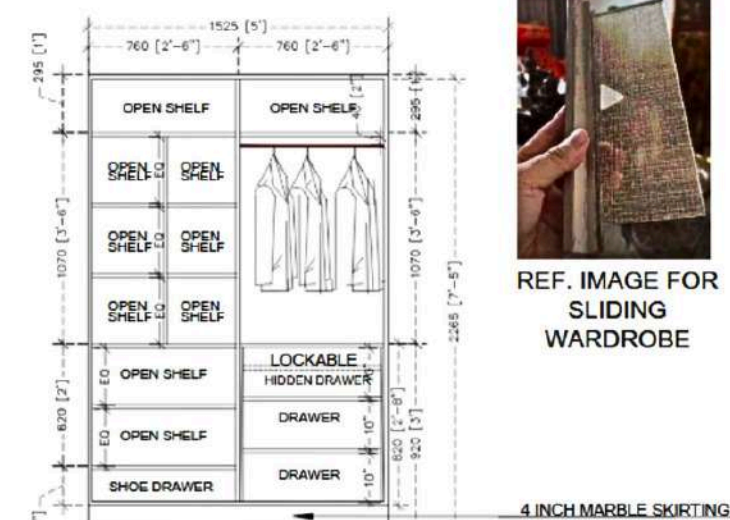 1525 [5']
760 [2'-6"] 760 [2'-6"]
295 [1']
295 [1']
OPEN SHELF OPEN SHELF
OPEN SHELF
EQ
OPEN SHELF
OPEN SHELF
EQ
OPEN SHELF
OPEN SHELF
EQ
OPEN SHELF
1070 [3'-6"]
1070 [3'-6"]
2265 [7'-5"]
LOCKABLE
HIDDEN DRAWER
OPEN SHELF
EQ
DRAWER
10"
OPEN SHELF
EQ
DRAWER
10"
SHOE DRAWER
620 [2']
820 [2'-8"]
920 [3']
4 INCH MARBLE SKIRTING
REF. IMAGE FOR
SLIDING
WARDROBE